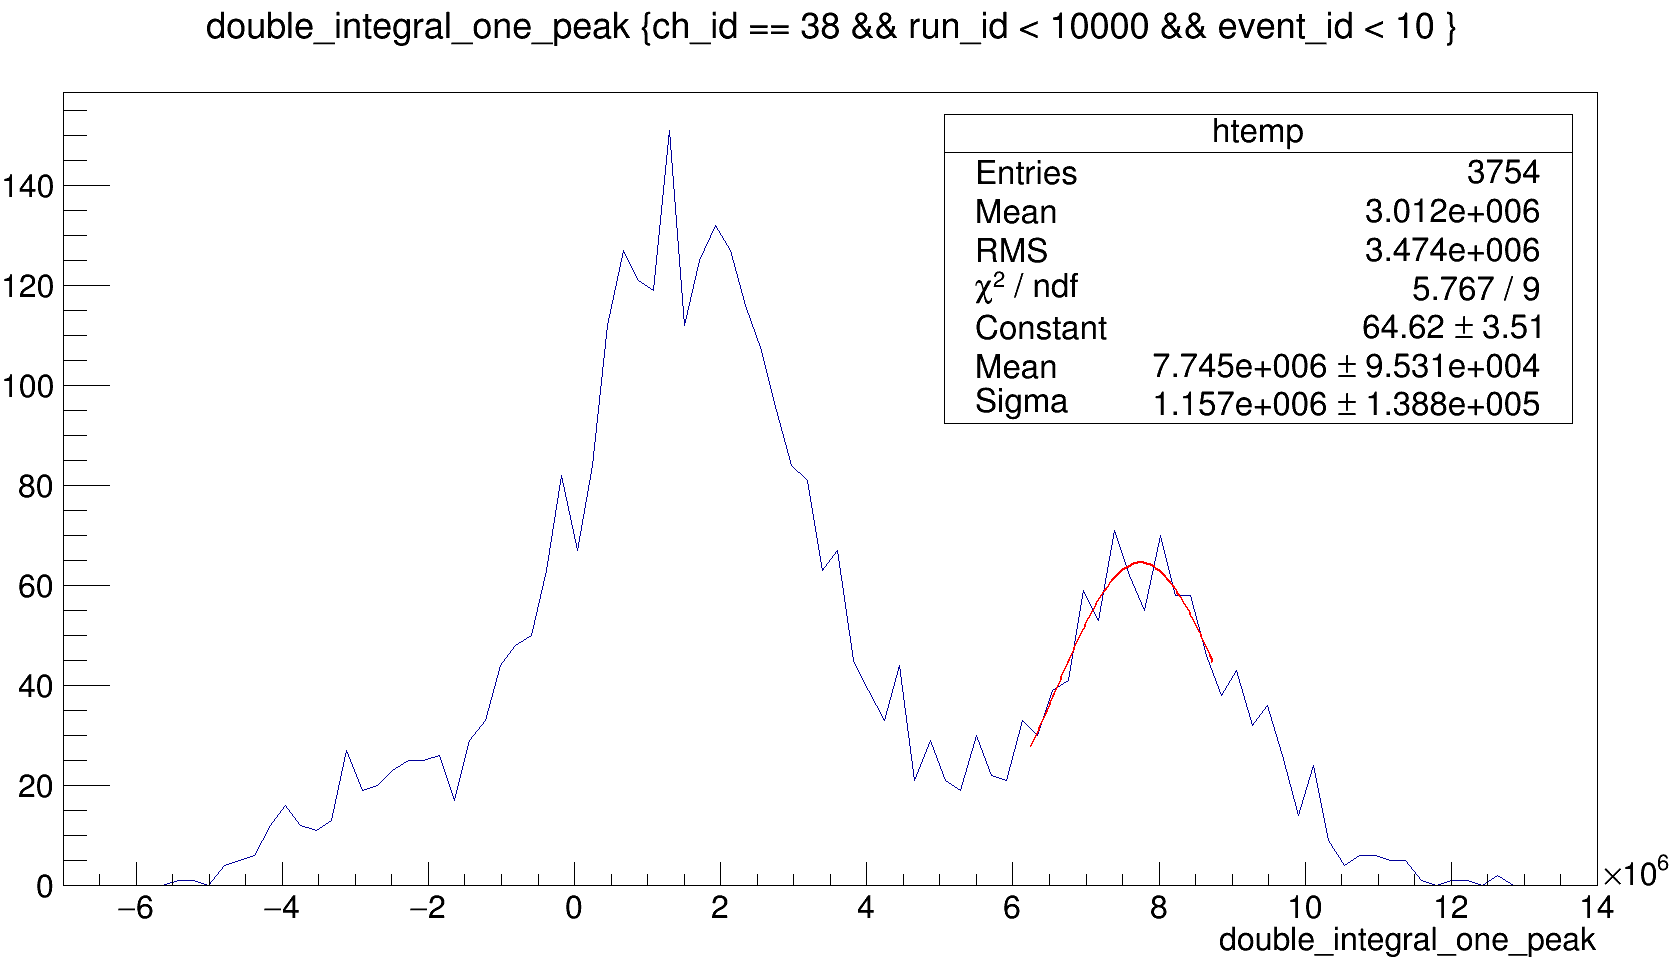 double_integral_one_peak {ch_id == 38 && run_id < 10000 && event_id < 10 }
htemp
Entries 3754
Mean 3.012e+006
RMS 3.474e+006
χ² / ndf 5.767 / 9
Constant 64.62 ± 3.51
Mean 7.745e+006 ± 9.531e+004
Sigma 1.157e+006 ± 1.388e+005
140
120
100
80
60
40
20
0
−6 −4 −2 0 2 4 6 8 10 12 14
×10⁶
double_integral_one_peak